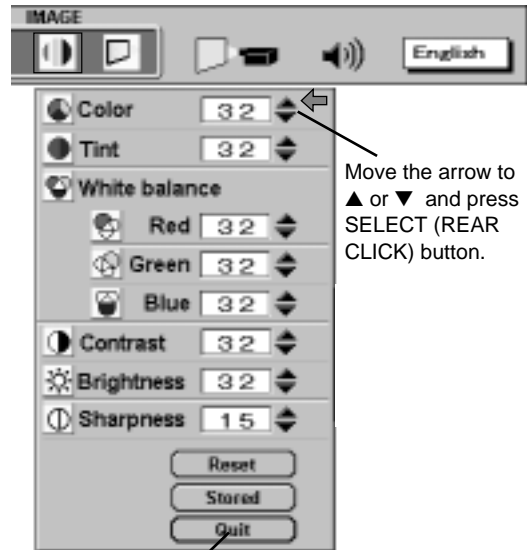 IMAGE
English
Color 32
Tint 32
White balance
Red 32
Green 32
Blue 32
Contrast 32
Brightness 32
Sharpness 15
Reset
Stored
Quit
Move the arrow to
▲ or ▼ and press
SELECT (REAR
CLICK) button.